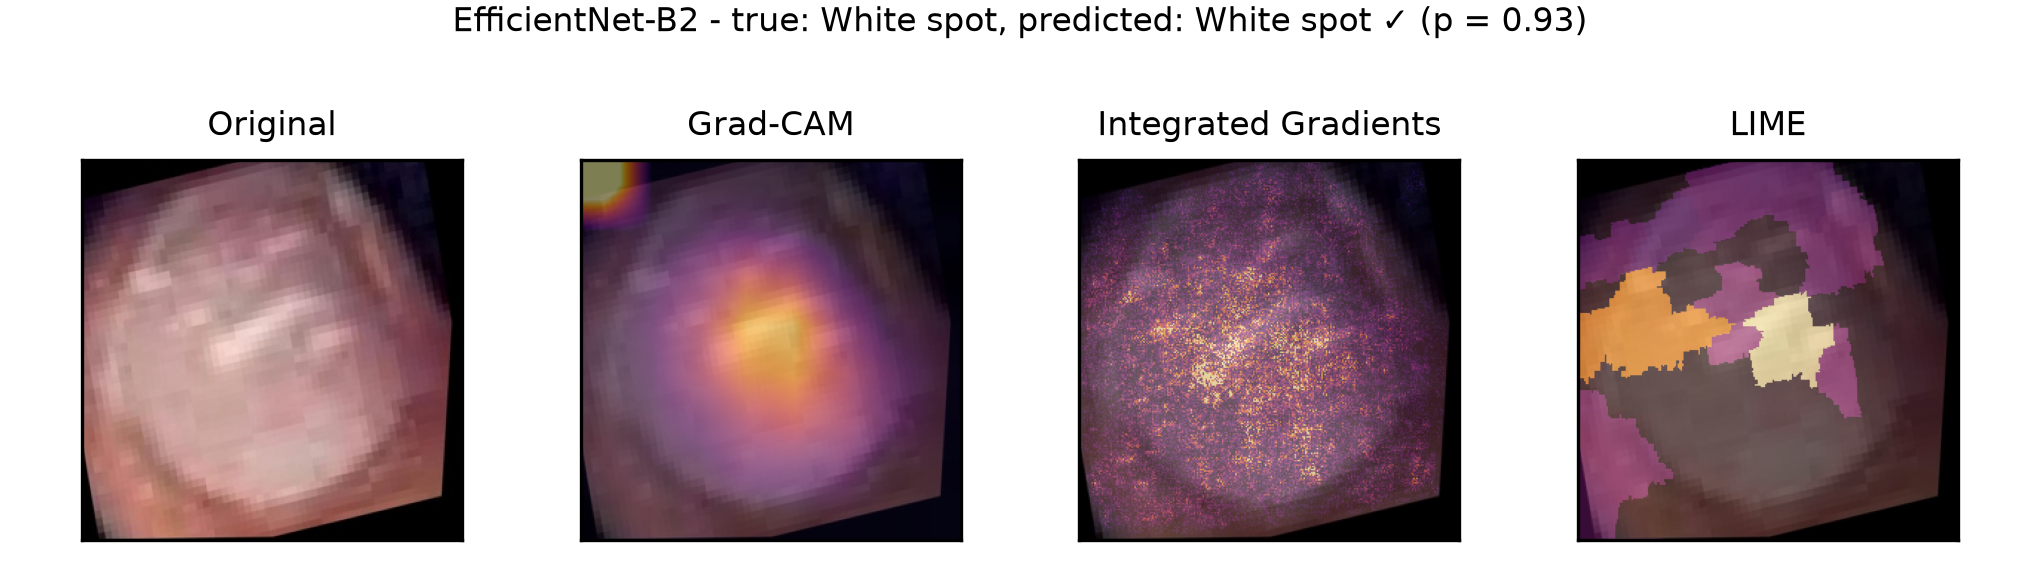 EfficientNet-B2 - true: White spot, predicted: White spot ✓ (p = 0.93)
Original
Grad-CAM
Integrated Gradients
LIME